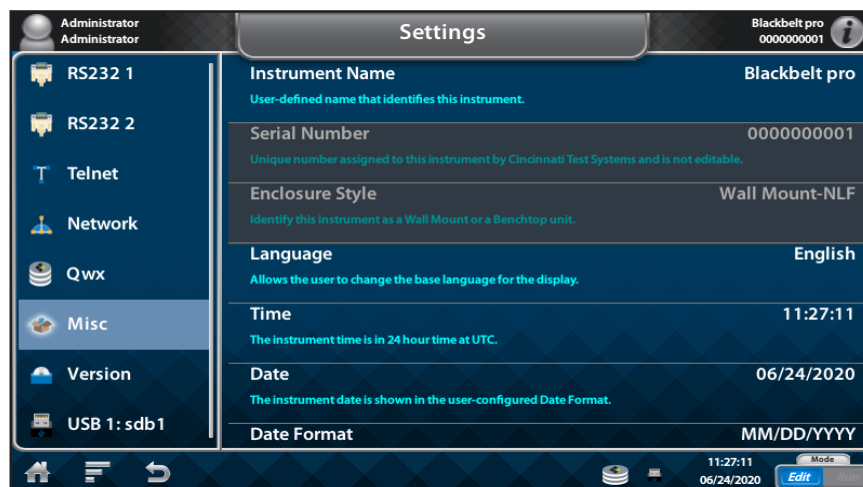 Administrator
Administrator
Settings
Blackbelt pro
0000000001
i
RS232 1
RS232 2
Telnet
Network
Qwx
Misc
Version
USB 1: sdb1
Instrument Name
Blackbelt pro
User-defined name that identifies this instrument.
Serial Number
0000000001
Unique number assigned to this instrument by Cincinnati Test Systems and is not editable.
Enclosure Style
Wall Mount-NLF
Identify this instrument as a Wall Mount or a Benchtop unit.
Language
English
Allows the user to change the base language for the display.
Time
11:27:11
The instrument time is in 24 hour time at UTC.
Date
06/24/2020
The instrument date is shown in the user-configured Date Format.
Date Format
MM/DD/YYYY
11:27:11
06/24/2020
Mode
Edit